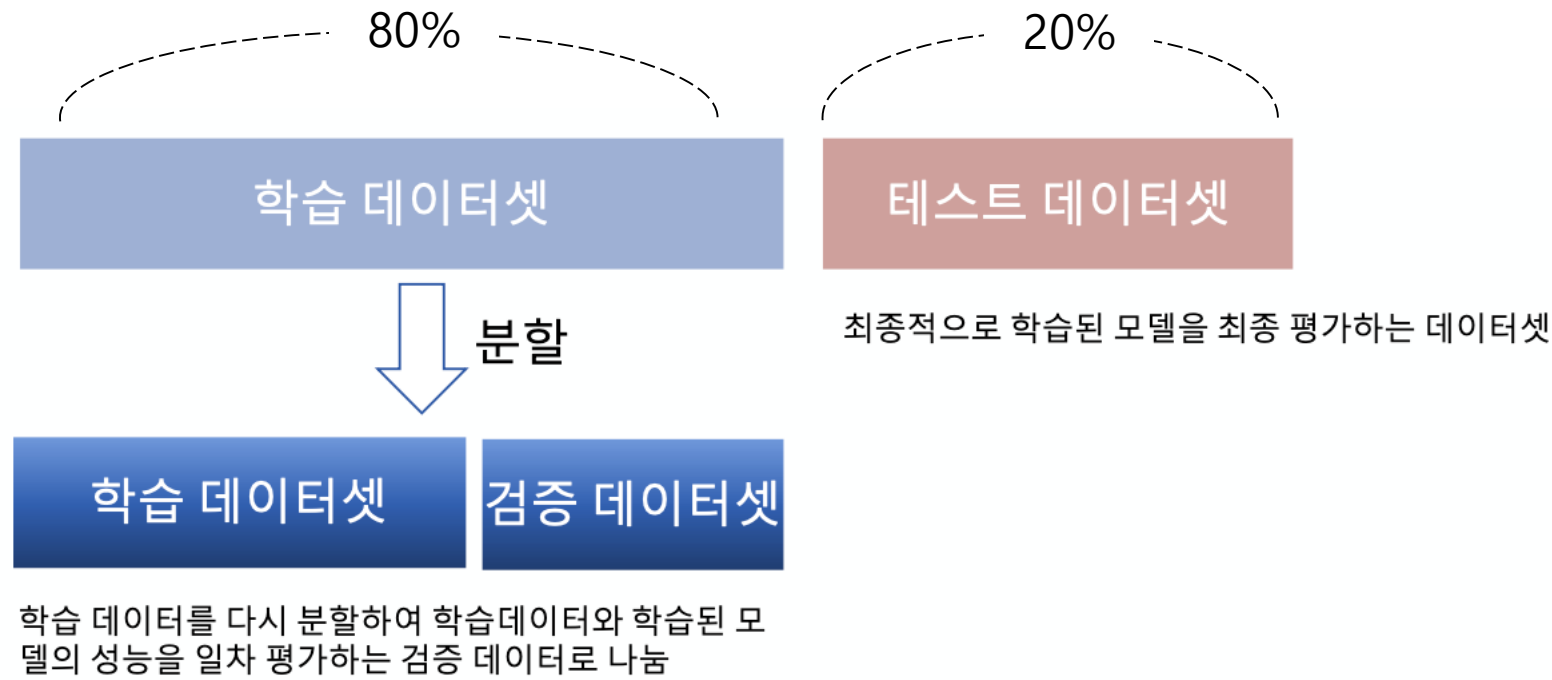 80%
20%
학습 데이터셋
테스트 데이터셋
분할
최종적으로 학습된 모델을 최종 평가하는 데이터셋
학습 데이터셋
검증 데이터셋
학습 데이터를 다시 분할하여 학습데이터와 학습된 모
델의 성능을 일차 평가하는 검증 데이터로 나눔